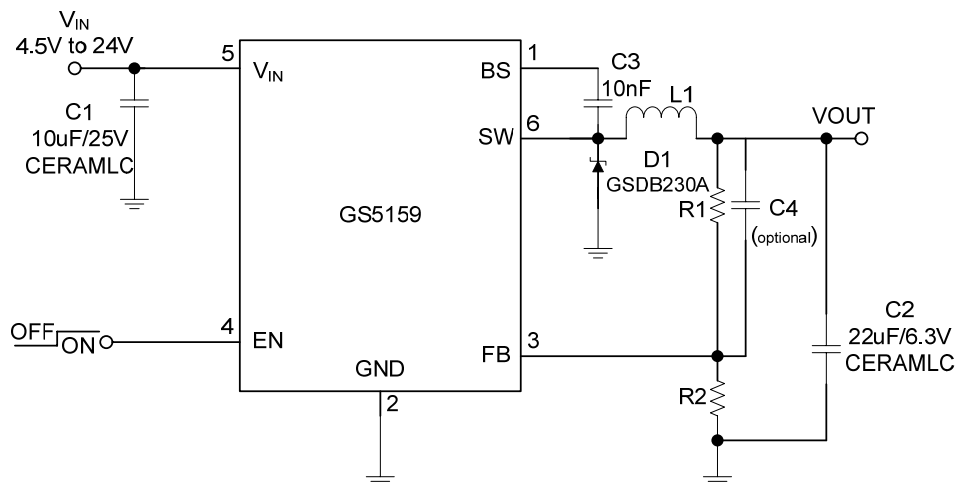 VIN
4.5V to 24V
5
VIN
C1
10uF/25V
CERAMLC
GS5159
BS
1
C3
10nF
SW
6
L1
D1
GSDB230A
VOUT
R1
C4
(optional)
C2
22uF/6.3V
CERAMLC
OFF
ON
4
EN
FB
3
R2
GND
2